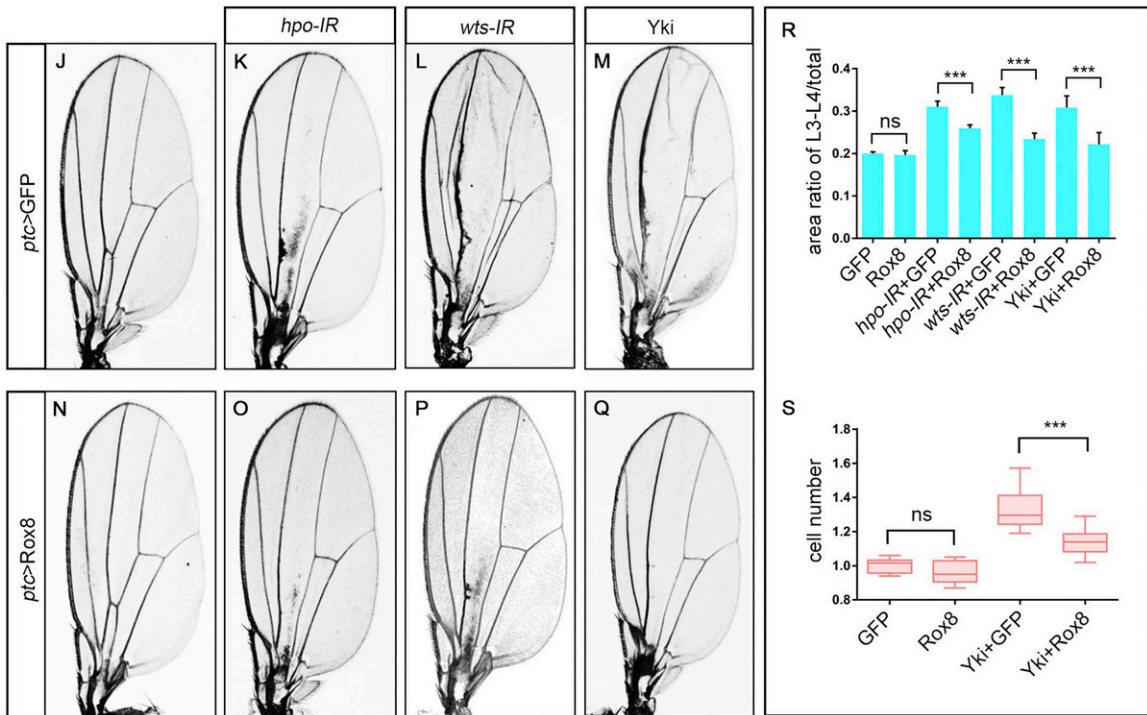 hpo-IR wts-IR Yki
ptc>GFP
J K L M
ptc>Rox8
N O P Q
R
area ratio of L3-L4/total
0.4
0.3
0.2
0.1
0.0
ns *** *** ***
GFP Rox8 hpo-IR+GFP hpo-IR+Rox8 wts-IR+GFP wts-IR+Rox8 Yki+GFP Yki+Rox8
S
cell number
1.8
1.6
1.4
1.2
1.0
0.8
ns ***
GFP Rox8 Yki+GFP Yki+Rox8